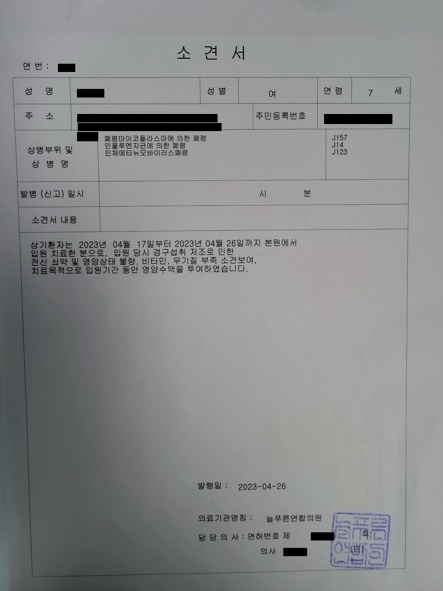 소 견 서
연 번 :
성 명
성 별
여
연 령
7 세
주 소
주민등록번호
상병부위 및
상 병 명
폐렴마이코플라스마에 의한 폐렴
인플루엔자균에 의한 폐렴
인체메타뉴모바이러스폐렴
J157
J14
J123
발병 (신고) 일시
시 분
소견서 내용
상기환자는 2023년 04월 17일부터 2023년 04월 26일까지 본원에서
입원 치료한 분으로, 입원 당시 경구섭취 저조로 인한
전신 쇠약 및 영양상태 불량, 비타민, 무기질 부족 소견보여,
치료목적으로 입원기간 동안 영양수액을 투여하였습니다.
발행일 : 2023-04-26
의료기관명칭 : 늘푸른연합의원
담 당 의 사 : 면허번호 제
호
의사
(인)